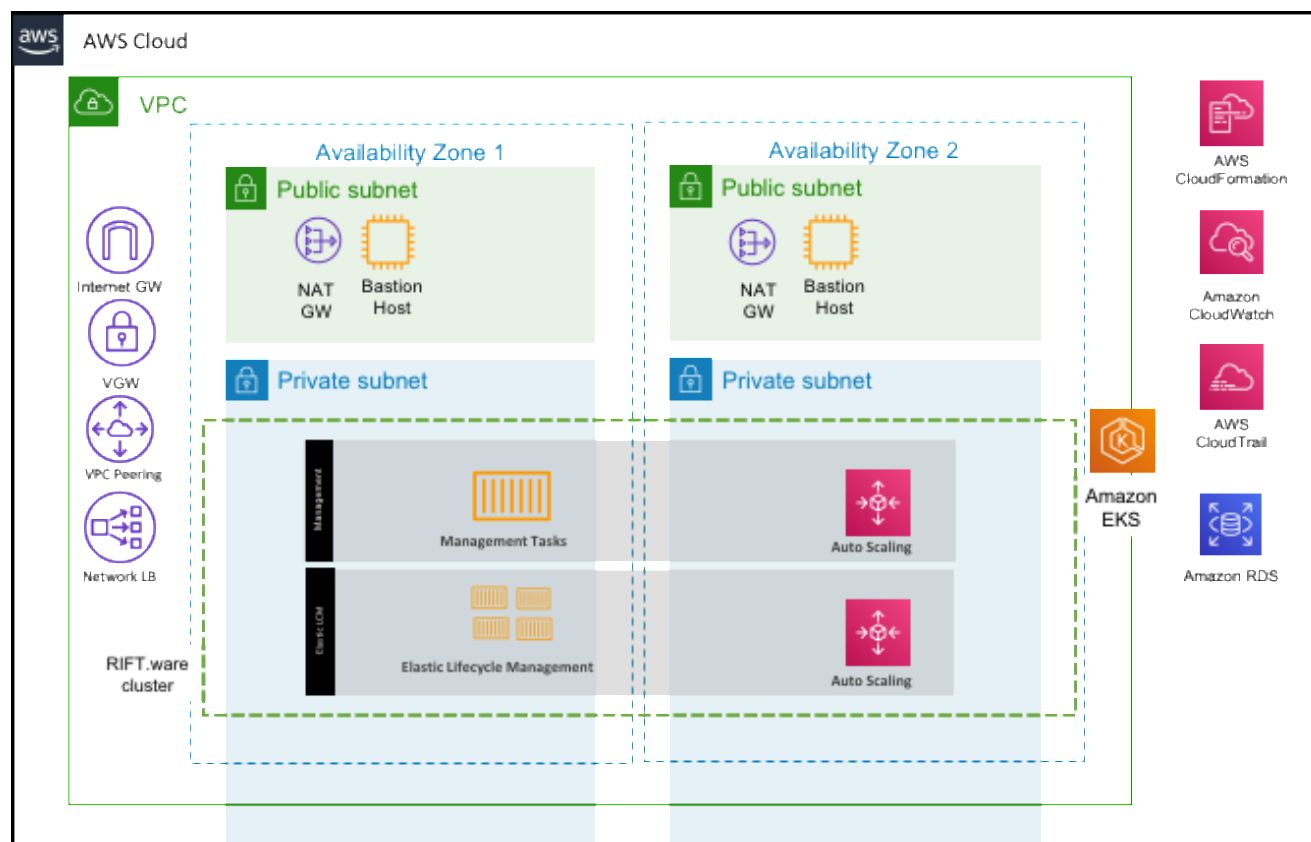 aws
AWS Cloud
VPC
Availability Zone 1
Availability Zone 2
Public subnet
Public subnet
NAT
GW
Bastion
Host
NAT
GW
Bastion
Host
Internet GW
VGW
VPC Peering
Network LB
Private subnet
Private subnet
Management
Management Tasks
Auto Scaling
Elastic LCM
Elastic Lifecycle Management
Auto Scaling
RIFT.ware
cluster
Amazon
EKS
AWS
CloudFormation
Amazon
CloudWatch
AWS
CloudTrail
Amazon RDS
K